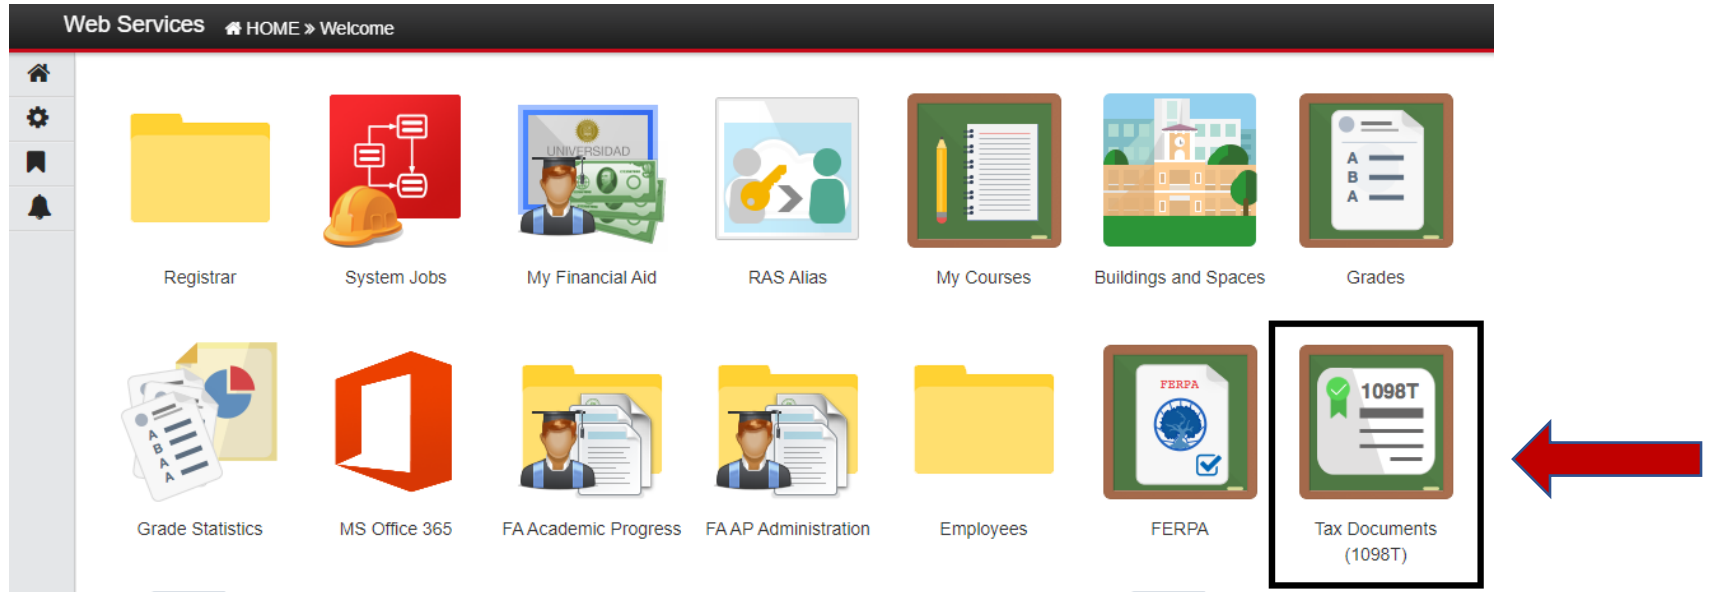 Web Services HOME » Welcome
UNIVERSIDAD
A
B
A
Registrar System Jobs My Financial Aid RAS Alias My Courses Buildings and Spaces Grades
FERPA
1098T
A
B
A
A
Grade Statistics MS Office 365 FA Academic Progress FA AP Administration Employees FERPA Tax Documents
(1098T)